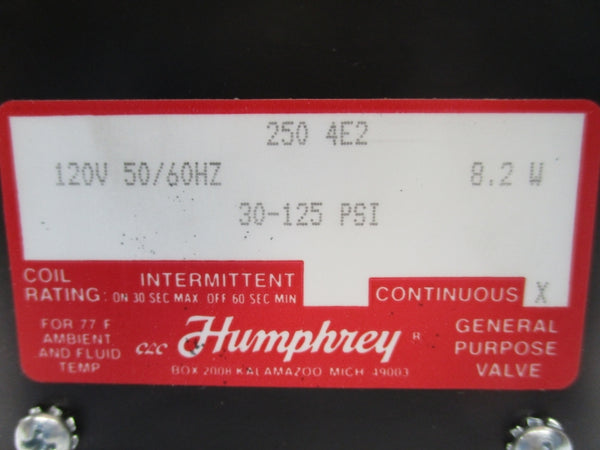 250 4E2
120V 50/60HZ 8.2 W
30-125 PSI
COIL RATING: INTERMITTENT
ON 30 SEC MAX OFF 60 SEC MIN
CONTINUOUS X
FOR 77 F
AMBIENT
AND FLUID
TEMP
Humphrey ®
BOX 2008 KALAMAZOO MICH 49003
GENERAL
PURPOSE
VALVE